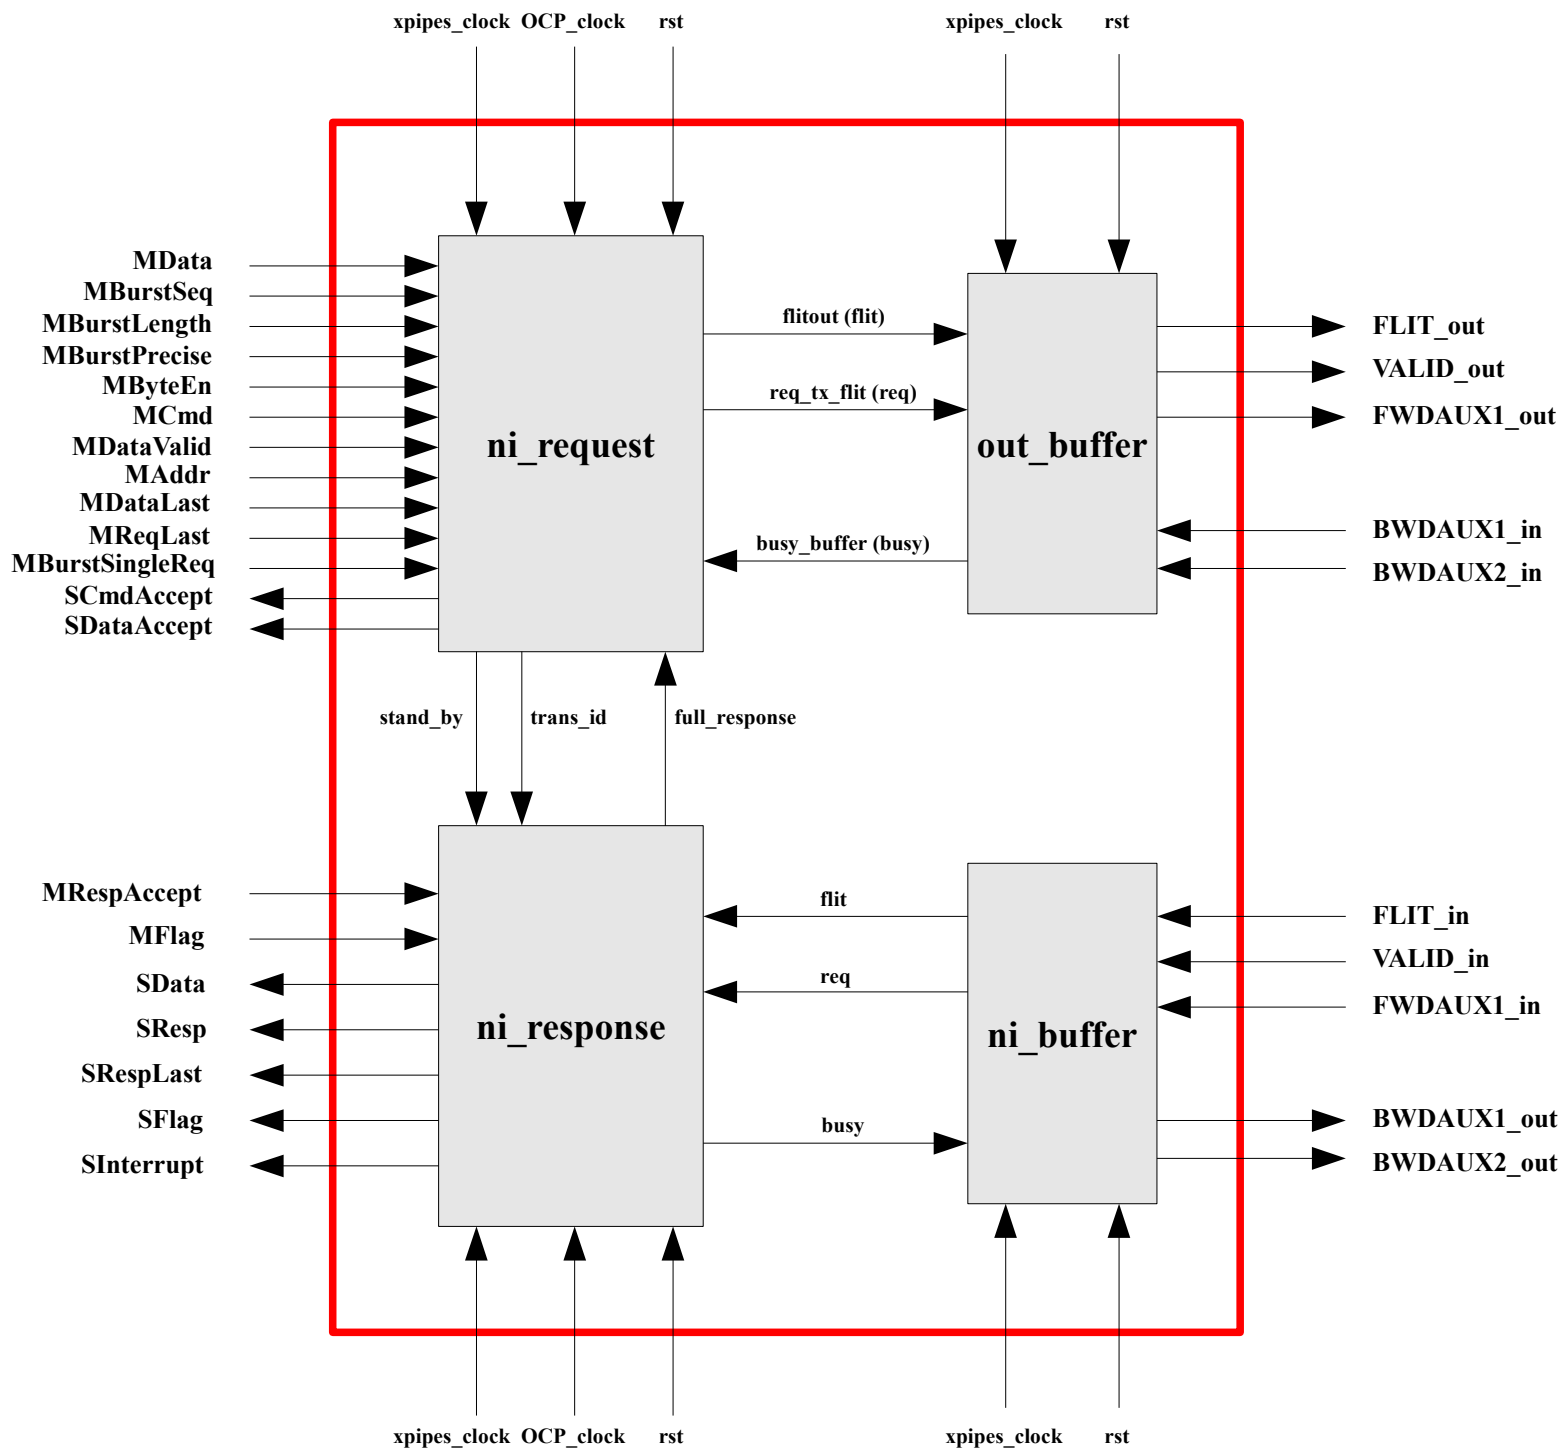 xpipes_clock OCP_clock rst xpipes_clock rst
MData
MBurstSeq
MBurstLength
MBurstPrecise
MByteEn
MCmd
MDataValid
MAddr
MDataLast
MReqLast
MBurstSingleReq
SCmdAccept
SDataAccept
ni_request
flitout (flit)
req_tx_flit (req)
busy_buffer (busy)
out_buffer
FLIT_out
VALID_out
FWDAUX1_out
BWDAUX1_in
BWDAUX2_in
stand_by trans_id full_response
MRespAccept
MFlag
SData
SResp
SRespLast
SFlag
SInterrupt
ni_response
flit
req
busy
ni_buffer
FLIT_in
VALID_in
FWDAUX1_in
BWDAUX1_out
BWDAUX2_out
xpipes_clock OCP_clock rst xpipes_clock rst